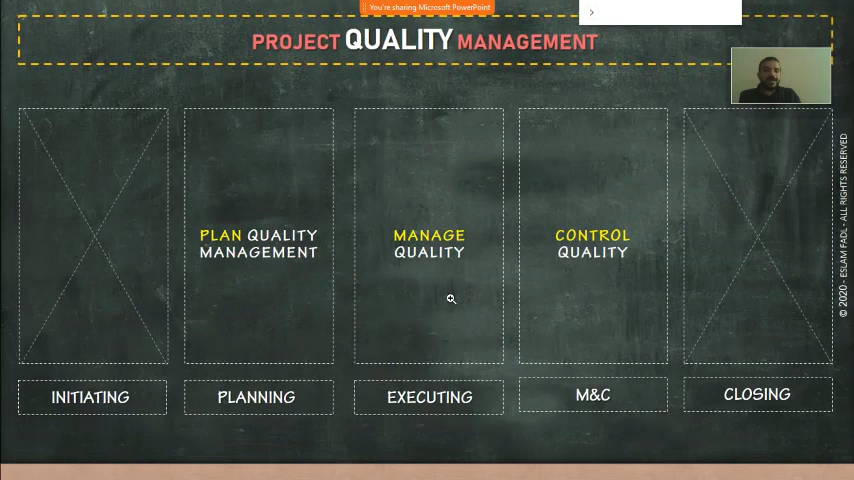 You're sharing Microsoft PowerPoint
PROJECT QUALITY MANAGEMENT
PLAN QUALITY
MANAGEMENT
MANAGE
QUALITY
CONTROL
QUALITY
INITIATING
PLANNING
EXECUTING
M&C
CLOSING
© 2020 - ESLAM FADL - ALL RIGHTS RESERVED